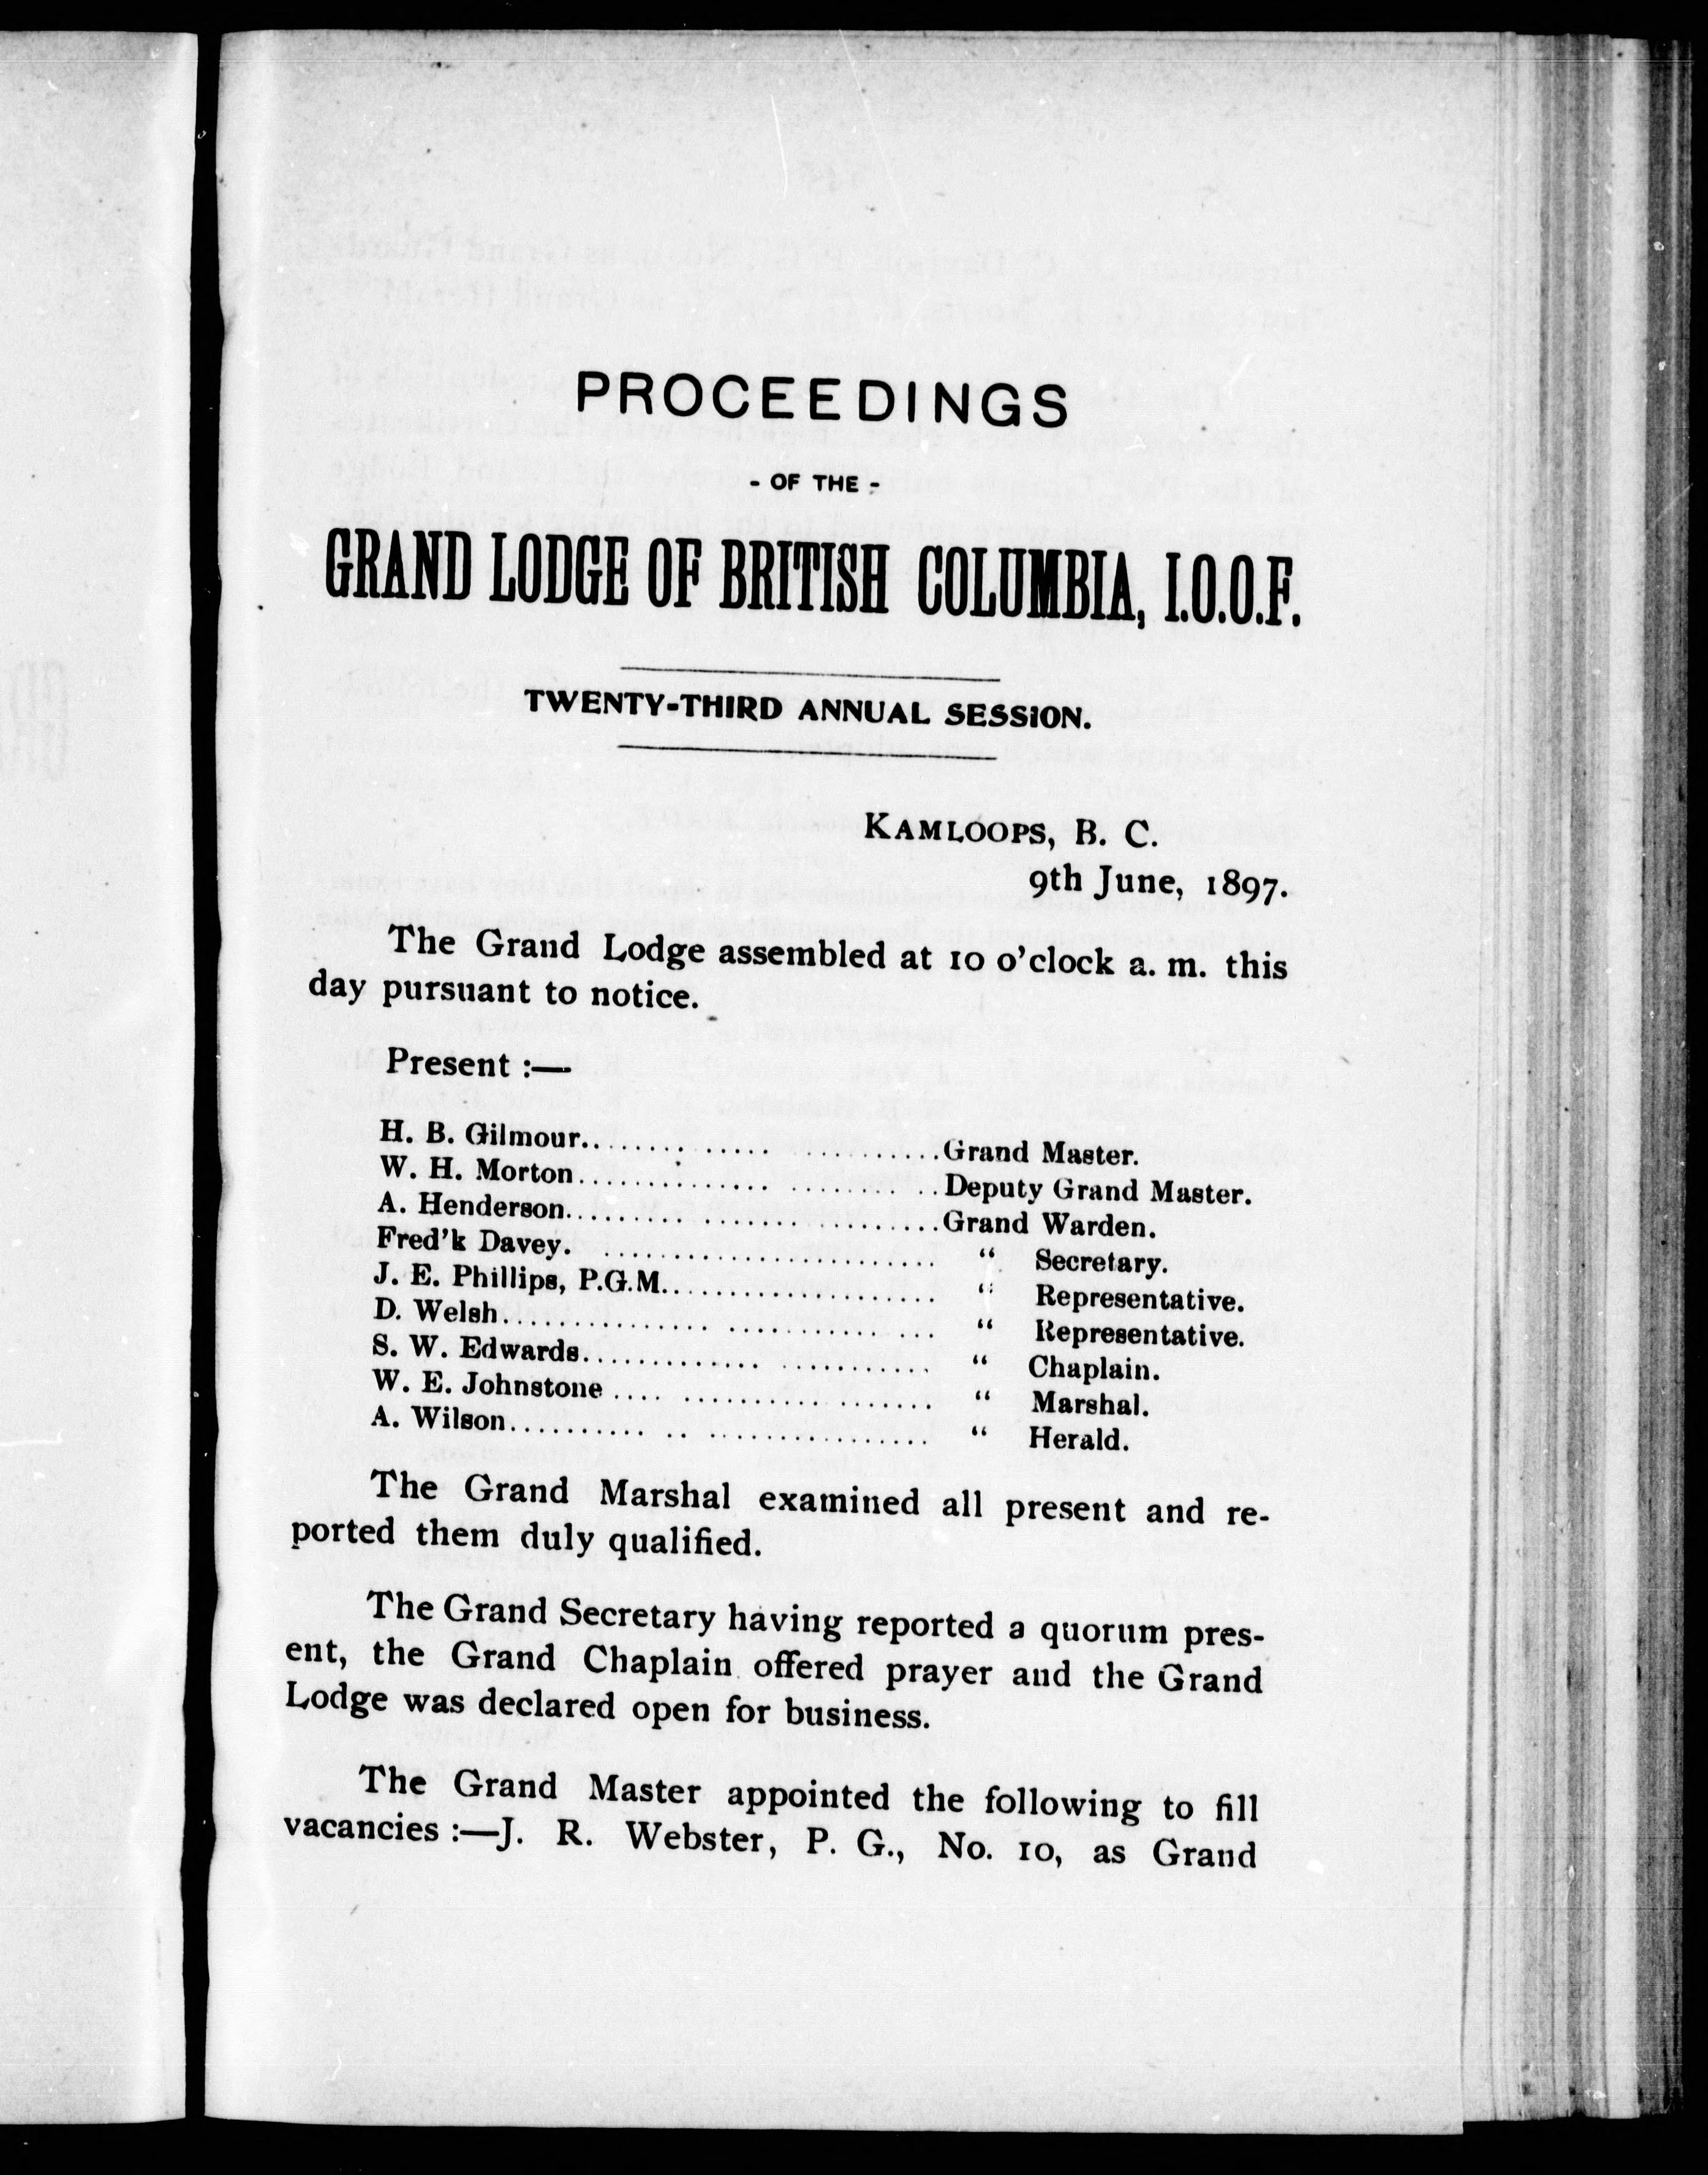 PROCEEDINGS
- OF THE -
GRAND LODGE OF BRITISH COLUMBIA, I.O.O.F.
TWENTY-THIRD ANNUAL SESSION.
KAMLOOPS, B. C.
9th June, 1897.
The Grand Lodge assembled at 10 o'clock a. m. this
day pursuant to notice.
Present :—
H. B. Gilmour..............................Grand Master.
W. H. Morton..............................Deputy Grand Master.
A. Henderson..............................Grand Warden.
Fred'k Davey. .............................. “ Secretary.
J. E. Phillips, P.G.M....................... “ Representative.
D. Welsh.............................. “ Representative.
S. W. Edwards.............................. “ Chaplain.
W. E. Johnstone .............................. “ Marshal.
A. Wilson.............................. “ Herald.
The Grand Marshal examined all present and re-
ported them duly qualified.
The Grand Secretary having reported a quorum pres-
ent, the Grand Chaplain offered prayer and the Grand
Lodge was declared open for business.
The Grand Master appointed the following to fill
vacancies :—J. R. Webster, P. G., No. 10, as Grand